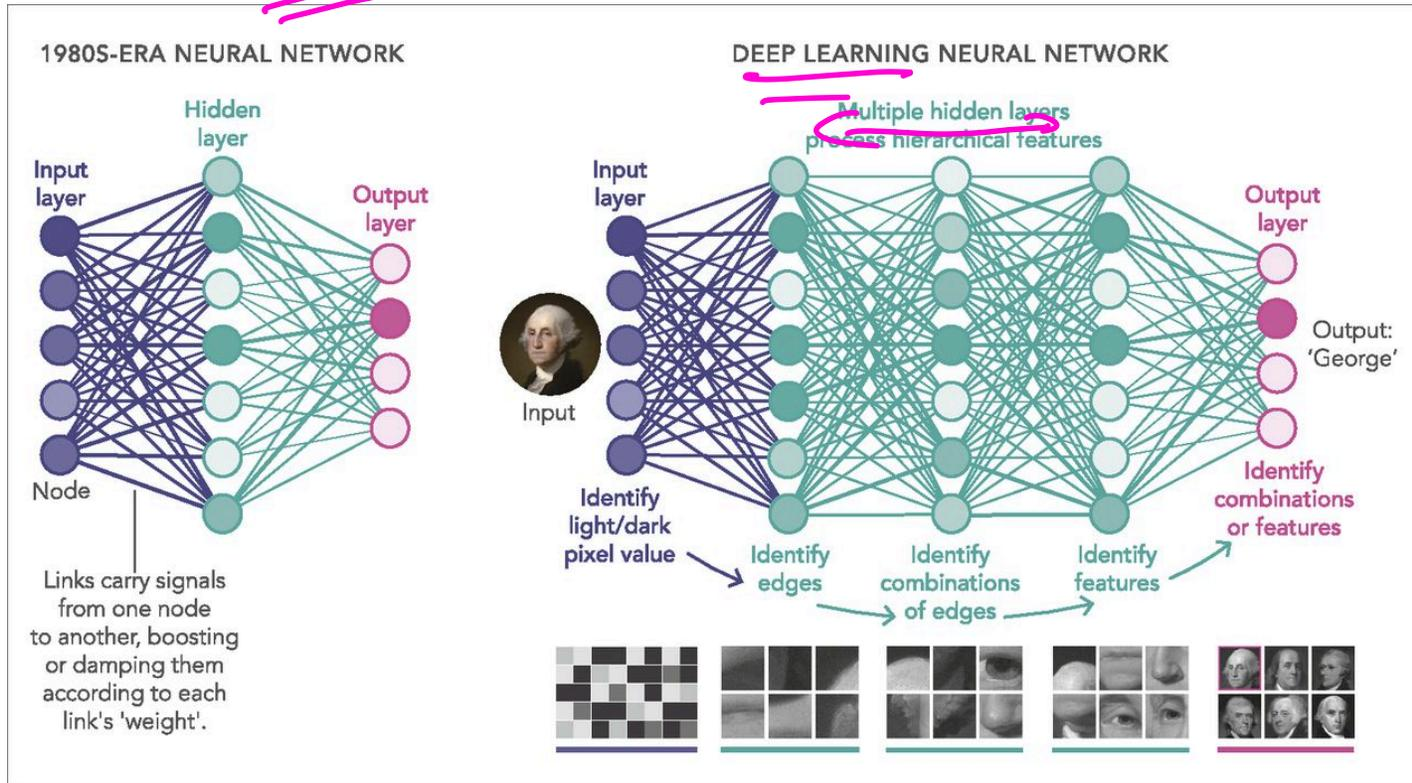 1980S-ERA NEURAL NETWORK
Hidden
layer
Input
layer
Output
layer
Node
Links carry signals
from one node
to another, boosting
or damping them
according to each
link's 'weight'.
DEEP LEARNING NEURAL NETWORK
Multiple hidden layers
process hierarchical features
Input
layer
Output
layer
Input
Output:
'George'
Identify
light/dark
pixel value
Identify
edges
Identify
combinations
of edges
Identify
features
Identify
combinations
or features